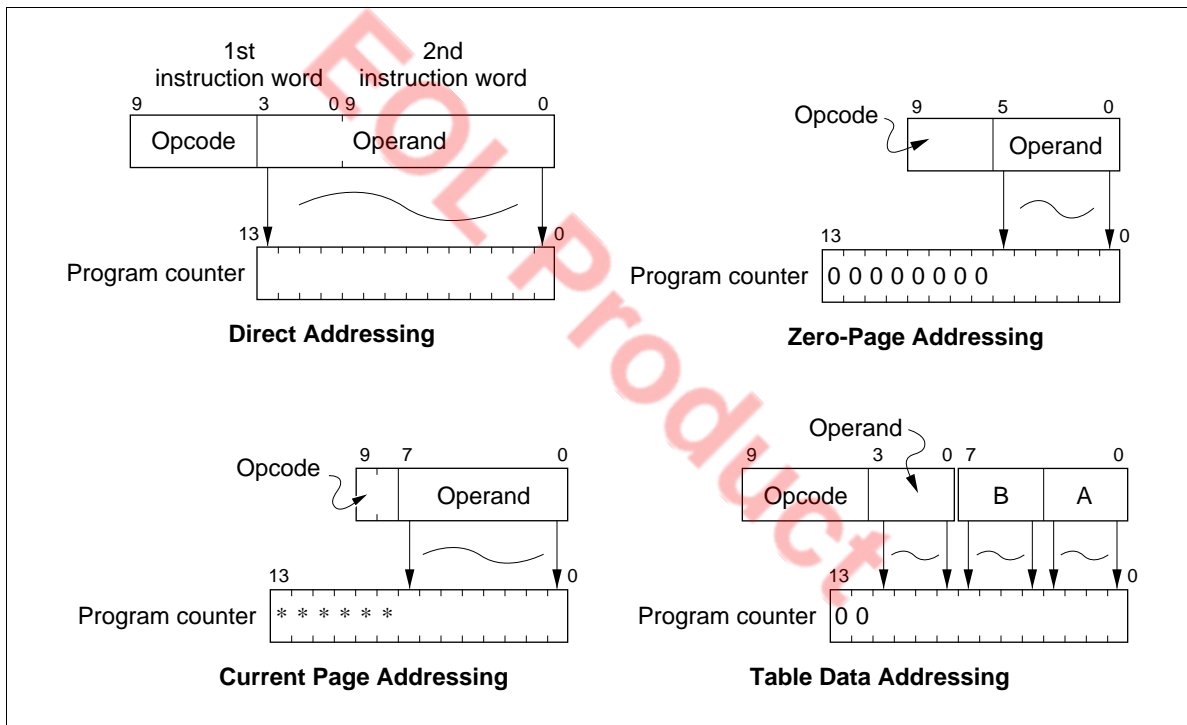 1st
instruction word
2nd
instruction word
9 3 0 9 0
Opcode Operand
13 0
Program counter
Direct Addressing
9 5 0
Opcode
Operand
13 0
Program counter 0 0 0 0 0 0 0 0
Zero-Page Addressing
9 7 0
Opcode
Operand
13 0
Program counter * * * * * *
Current Page Addressing
Operand
9 3 0 7 0
Opcode B A
13 0
Program counter 0 0
Table Data Addressing
EOL Product